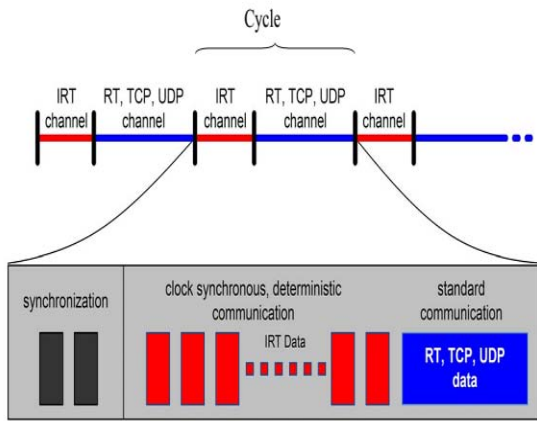 Cycle
IRT
channel
RT, TCP, UDP
channel
IRT
channel
RT, TCP, UDP
channel
IRT
channel
synchronization
clock synchronous, deterministic
communication
IRT Data
standard
communication
RT, TCP, UDP
data